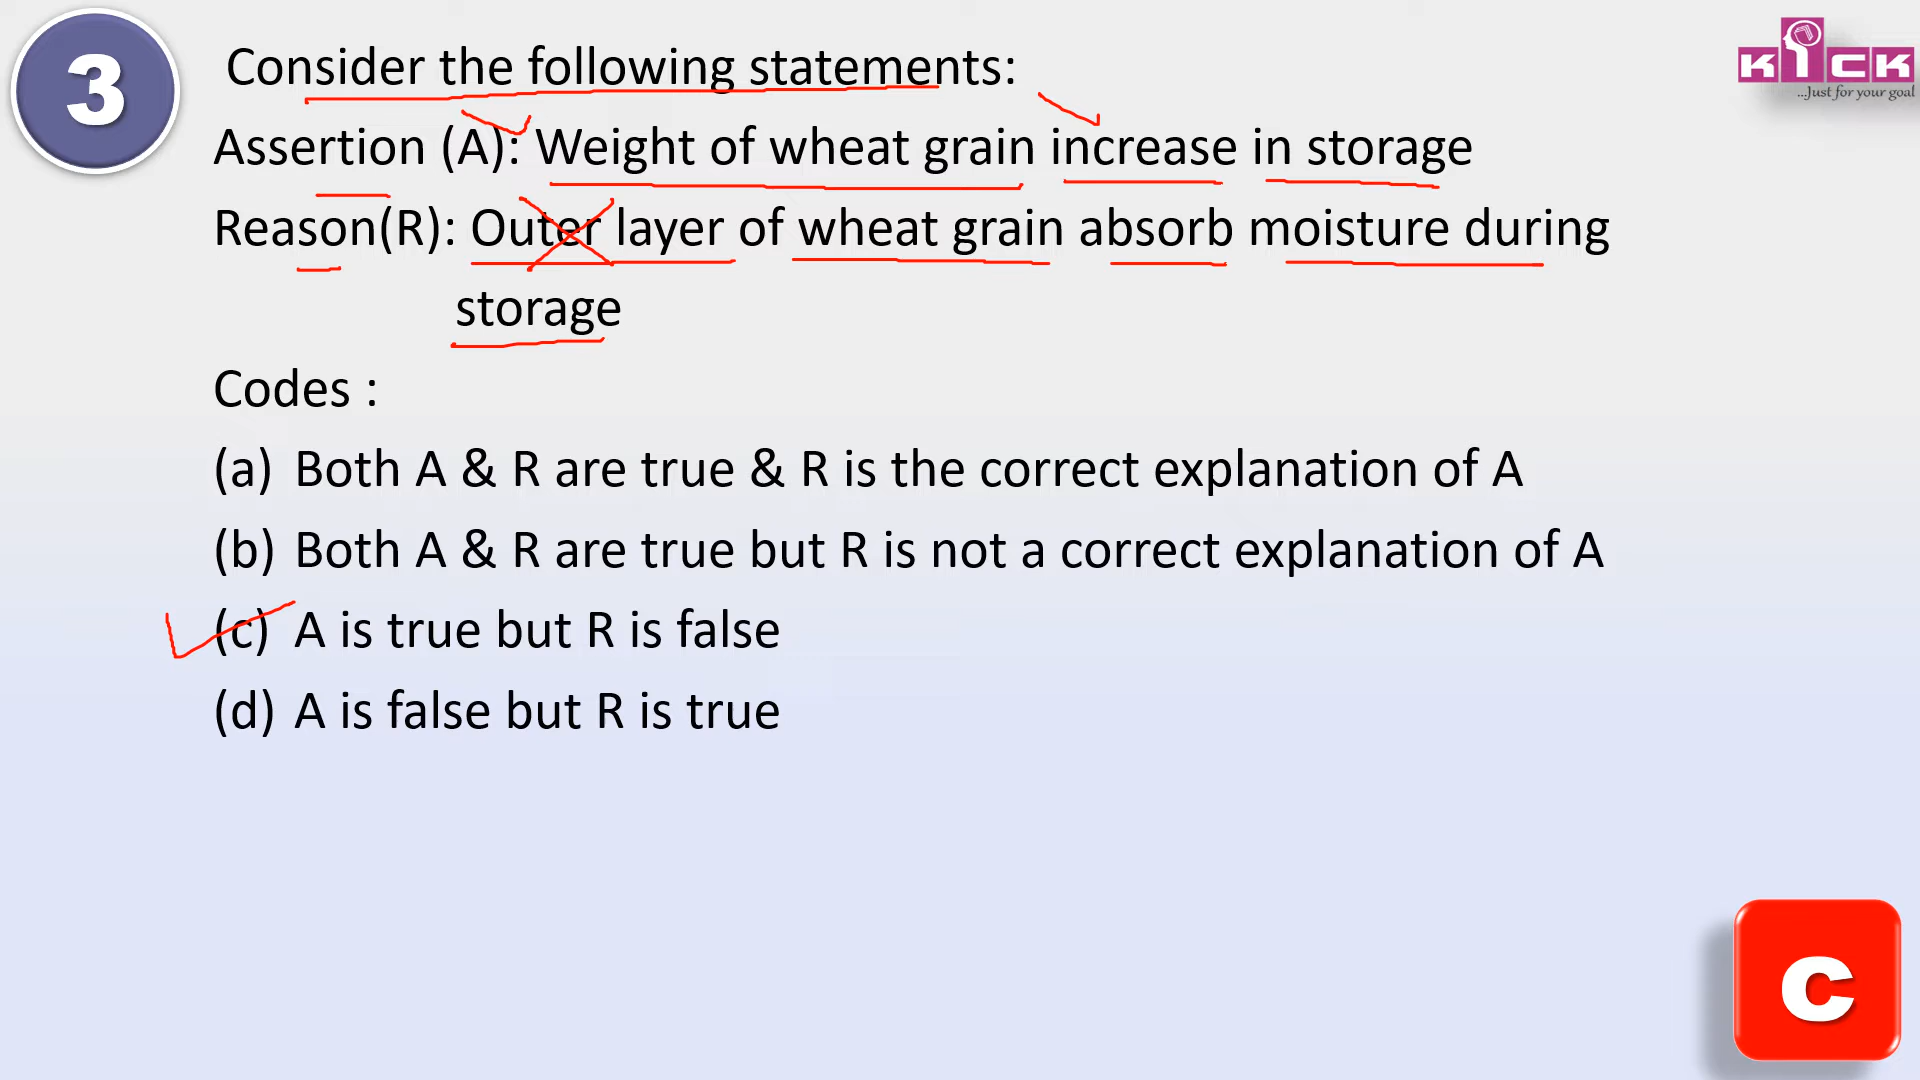 3
Consider the following statements:
KICK
...Just for your goal
Assertion (A): Weight of wheat grain increase in storage
Reason(R): Outer layer of wheat grain absorb moisture during
storage
Codes :
(a) Both A & R are true & R is the correct explanation of A
(b) Both A & R are true but R is not a correct explanation of A
(c) A is true but R is false
(d) A is false but R is true
C